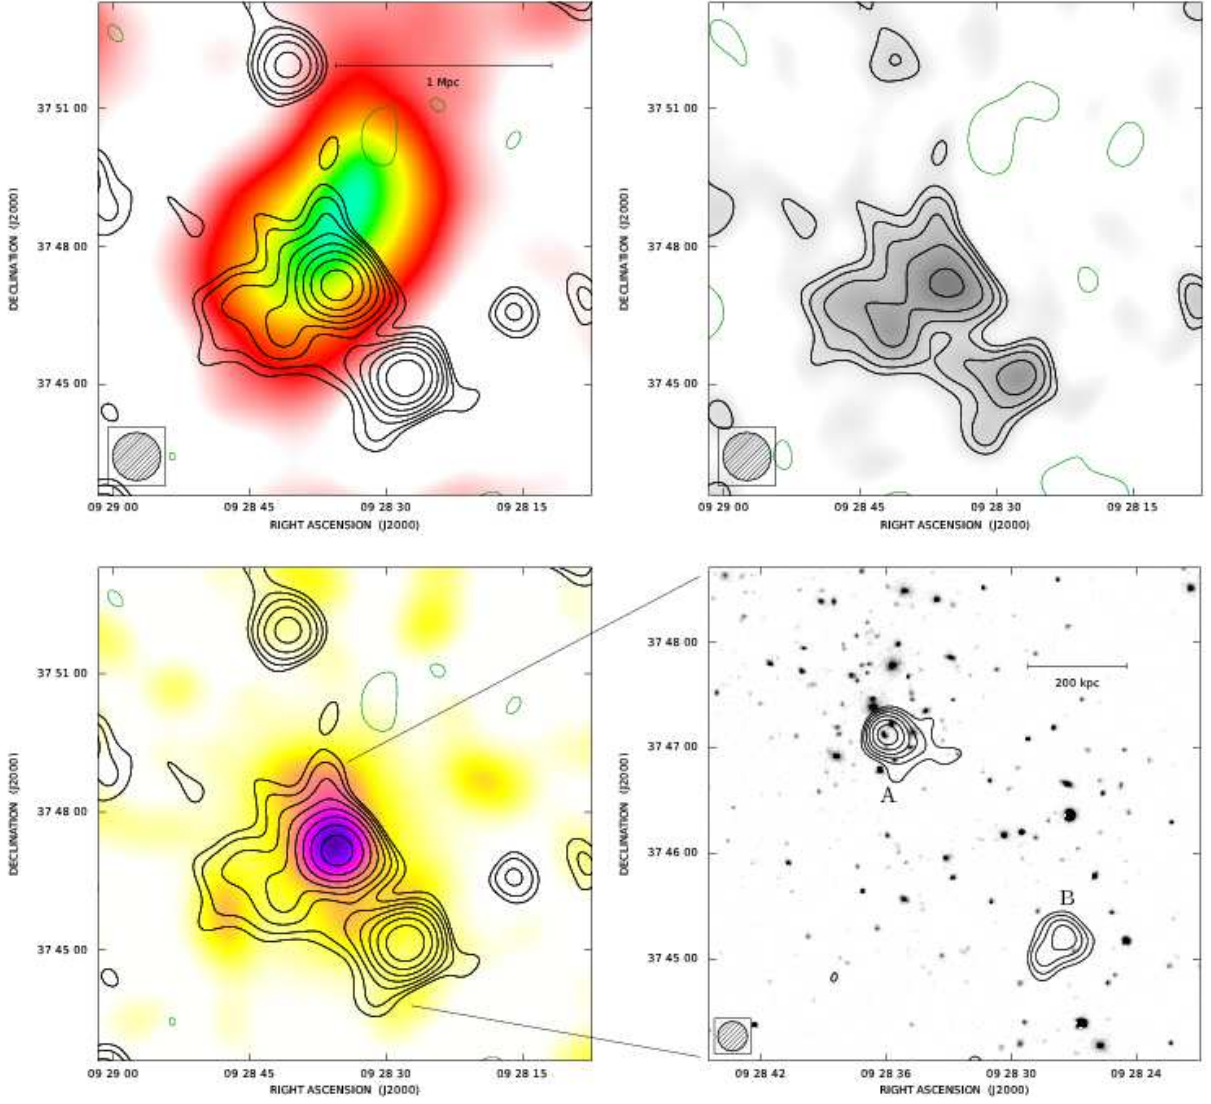 1 Mpc
37 51 00
37 48 00
37 45 00
DECLINATION (J2000)
09 29 00
09 28 45
09 28 30
09 28 15
RIGHT ASCENSION (J2000)
37 51 00
37 48 00
37 45 00
DECLINATION (J2000)
09 29 00
09 28 45
09 28 30
09 28 15
RIGHT ASCENSION (J2000)
37 51 00
37 48 00
37 45 00
DECLINATION (J2000)
09 29 00
09 28 45
09 28 30
09 28 15
RIGHT ASCENSION (J2000)
200 kpc
A
B
37 48 00
37 47 00
37 46 00
37 45 00
DECLINATION (J2000)
09 28 42
09 28 36
09 28 30
09 28 24
RIGHT ASCENSION (J2000)